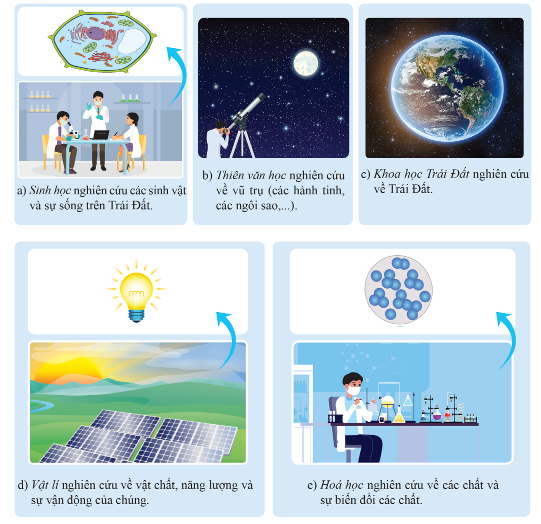 a) Sinh học nghiên cứu các sinh vật
và sự sống trên Trái Đất.
b) Thiên văn học nghiên cứu
về vũ trụ (các hành tinh,
các ngôi sao,...).
c) Khoa học Trái Đất nghiên cứu
về Trái Đất.
d) Vật lí nghiên cứu về vật chất, năng lượng và
sự vận động của chúng.
e) Hoá học nghiên cứu về các chất và
sự biến đổi các chất.